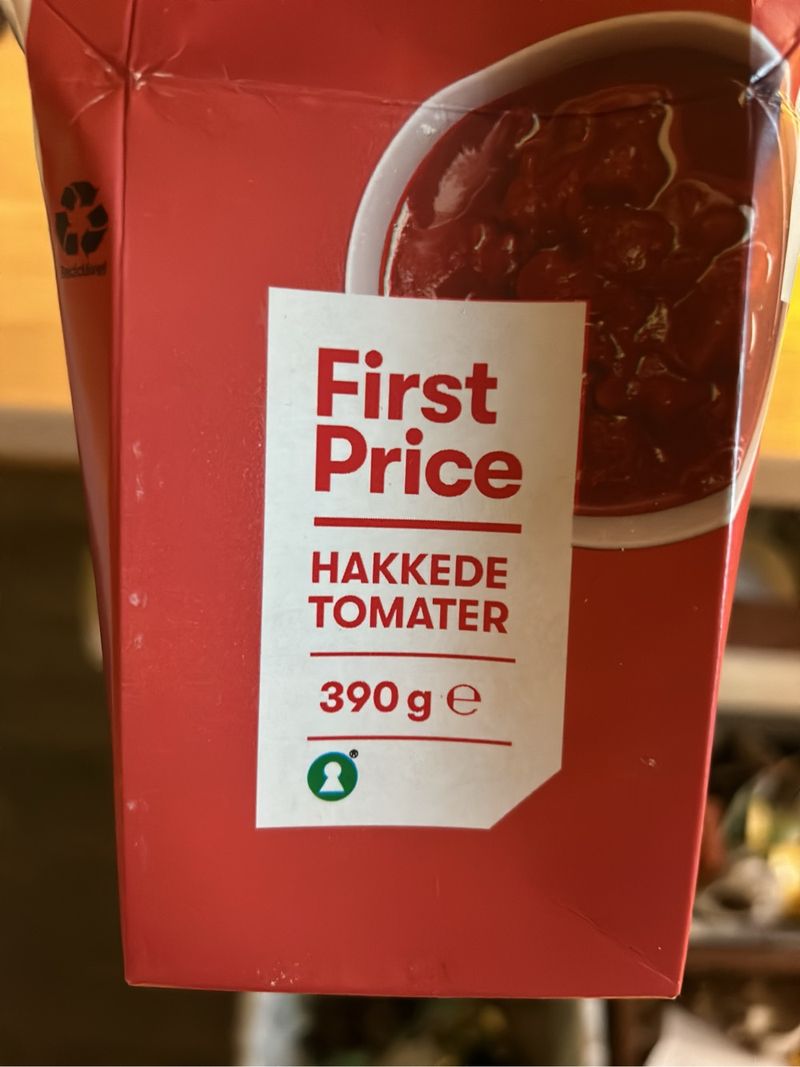 First
Price
HAKKEDE
TOMATER
390 g ℮
®